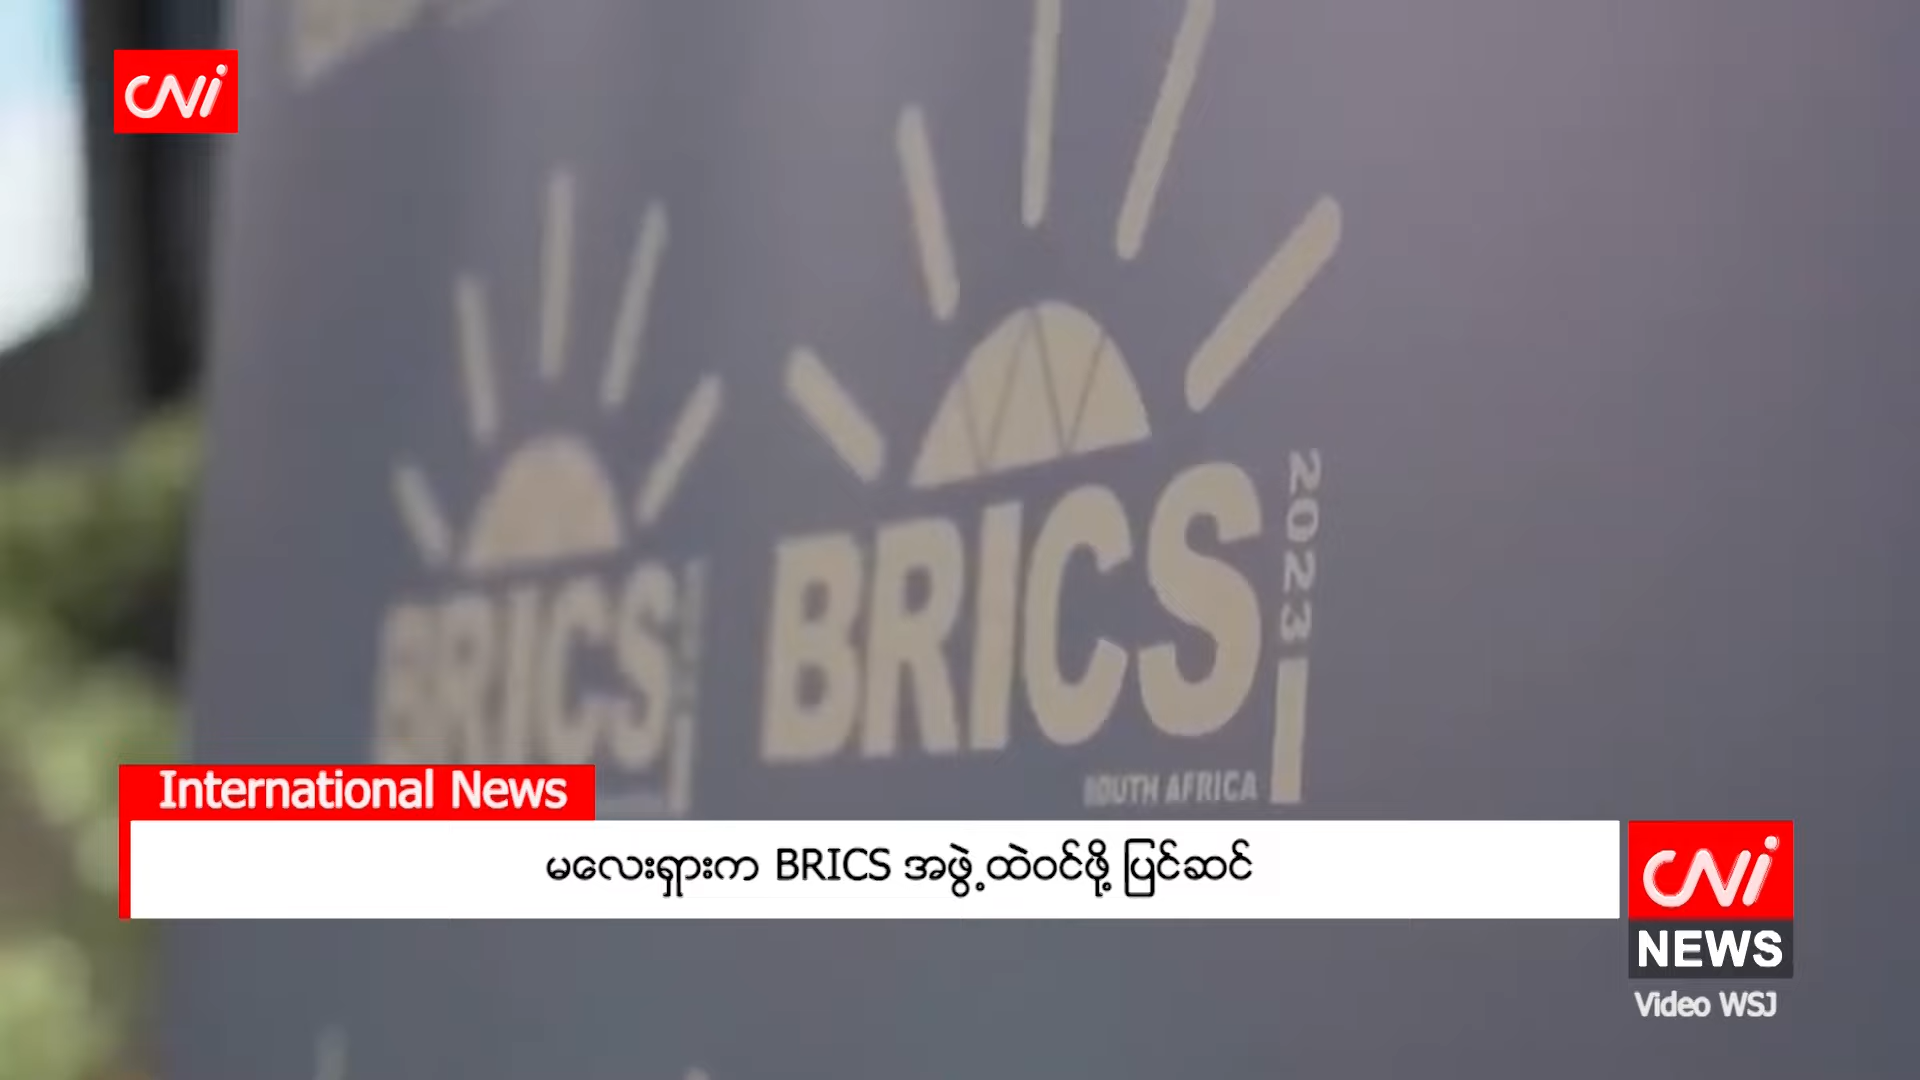 CNi
BRICS
2023
SOUTH AFRICA
BRICS
International News
မလေးရှားက BRICS အဖွဲ့ထဲဝင်ဖို့ ပြင်ဆင်
CNi
NEWS
Video WSJ